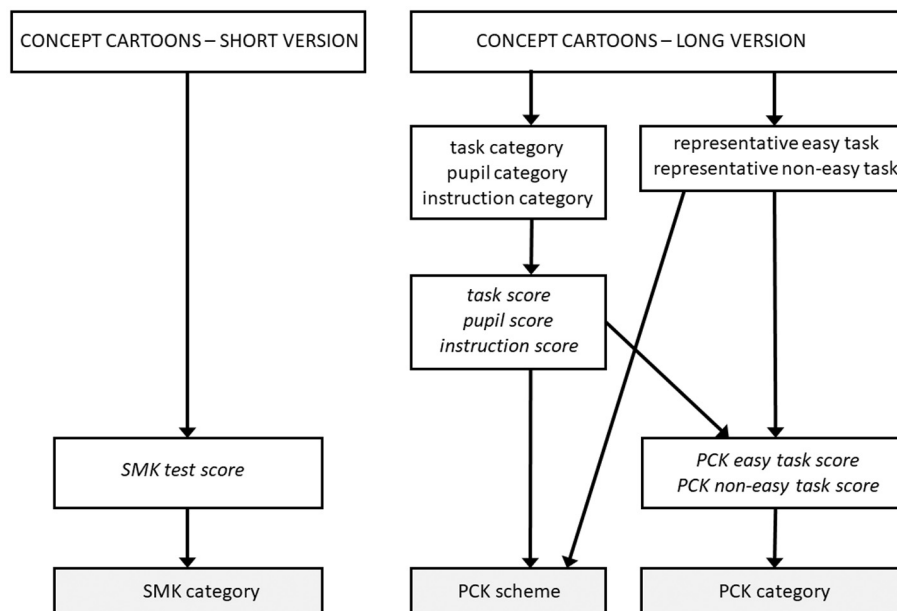 CONCEPT CARTOONS – SHORT VERSION
CONCEPT CARTOONS – LONG VERSION
task category
pupil category
instruction category
representative easy task
representative non-easy task
task score
pupil score
instruction score
SMK test score
PCK easy task score
PCK non-easy task score
SMK category
PCK scheme
PCK category